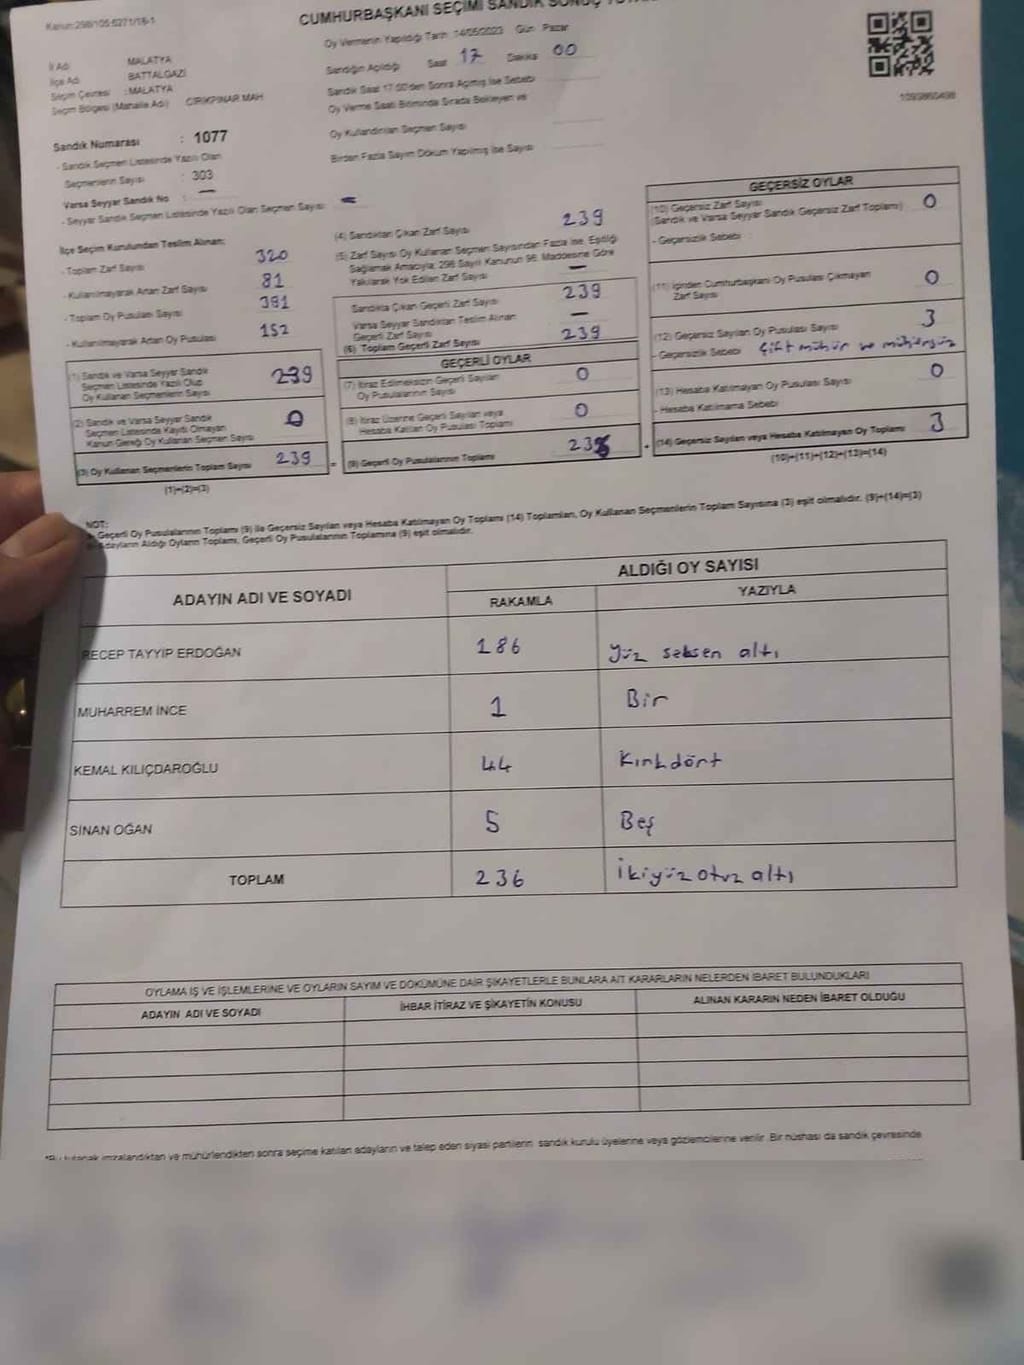 Kanun:298/105-6271/18-1
CUMHURBAŞKANI SEÇİMİ SANDIK SONUÇ
Oy Vermenin Yapıldığı Tarih: 14/05/2023 Gün: Pazar
İl Adı MALATYA
İlçe Adı BATTALGAZİ
Seçim Çevresi :MALATYA
Seçim Bölgesi (Mahalle Adı) CIRIKPINAR MAH
Sandığın Açıldığı Saat 17 Dakika 00
Sandık Saat 17:00'den Sonra Açılmış İse Sebebi
Oy Verme Saati Bitiminde Sırada Bekleyen ve
Oy Kullandırılan Seçmen Sayısı
Birden Fazla Sayım Döküm Yapılmış İse Sayısı
1090860498
Sandık Numarası : 1077
- Sandık Seçmen Listesinde Yazılı Olan
Seçmenlerin Sayısı : 303
Varsa Seyyar Sandık No : —
- Seyyar Sandık Seçmen Listesinde Yazılı Olan Seçmen Sayısı —
İlçe Seçim Kurulundan Teslim Alınan:
- Toplam Zarf Sayısı 320
- Kullanılmayarak Artan Zarf Sayısı 81
- Toplam Oy Pusulası Sayısı 391
- Kullanılmayarak Artan Oy Pusulası 152
(1) Sandık ve Varsa Seyyar Sandık
Seçmen Listesinde Yazılı Olup
Oy Kullanan Seçmenlerin Sayısı 239
(2) Sandık ve Varsa Seyyar Sandık
Seçmen Listesinde Kayıtlı Olmayan
Kanun Gereği Oy Kullanan Seçmen Sayısı 0
(3) Oy Kullanan Seçmenlerin Toplam Sayısı 239
(1)+(2)=(3)
(4) Sandıktan Çıkan Zarf Sayısı 239
(5) Zarf Sayısı Oy Kullanan Seçmen Sayısından Fazla ise, Eşitliği
Sağlamak Amacıyla; 298 Sayılı Kanunun 98. Maddesine Göre
Yakılarak Yok Edilen Zarf Sayısı —
Sandıkta Çıkan Geçerli Zarf Sayısı 239
Varsa Seyyar Sandıktan Teslim Alınan
Geçerli Zarf Sayısı —
(6) Toplam Geçerli Zarf Sayısı 239
GEÇERLİ OYLAR
(7) İtiraz Edilmeksizin Geçerli Sayılan
Oy Pusulalarının Sayısı 0
(8) İtiraz Üzerine Geçerli Sayılan veya
Hesaba Katılan Oy Pusulası Toplamı 0
(9) Geçerli Oy Pusulalarının Toplamı 236
GEÇERSİZ OYLAR
(10) Geçersiz Zarf Sayısı
(Sandık ve Varsa Seyyar Sandık Geçersiz Zarf Toplamı) 0
- Geçersizlik Sebebi :
(11) İçinden Cumhurbaşkanı Oy Pusulası Çıkmayan
Zarf Sayısı 0
(12) Geçersiz Sayılan Oy Pusulası Sayısı 3
- Geçersizlik Sebebi Çift mühür ve mühürsüz
(13) Hesaba Katılmayan Oy Pusulası Sayısı 0
- Hesaba Katılmama Sebebi
(14) Geçersiz Sayılan veya Hesaba Katılmayan Oy Toplamı 3
(10)+(11)+(12)+(13)=(14)
NOT:
Geçerli Oy Pusulalarının Toplamı (9) ile Geçersiz Sayılan veya Hesaba Katılmayan Oy Toplamı (14) Toplamları, Oy Kullanan Seçmenlerin Toplam Sayısına (3) eşit olmalıdır. (9)+(14)=(3)
Adayların Aldığı Oyların Toplamı, Geçerli Oy Pusulalarının Toplamına (9) eşit olmalıdır.
ADAYIN ADI VE SOYADI
ALDIĞI OY SAYISI
RAKAMLA YAZIYLA
RECEP TAYYİP ERDOĞAN 186 Yüz seksen altı
MUHARREM İNCE 1 Bir
KEMAL KILIÇDAROĞLU 44 Kırkdört
SİNAN OĞAN 5 Beş
TOPLAM 236 İkiyüz otuz altı
OYLAMA İŞ VE İŞLEMLERİNE VE OYLARIN SAYIM VE DÖKÜMÜNE DAİR ŞİKAYETLERLE BUNLARA AİT KARARLARIN NELERDEN İBARET BULUNDUKLARI
ADAYIN ADI VE SOYADI İHBAR İTİRAZ VE ŞİKAYETİN KONUSU ALINAN KARARIN NEDEN İBARET OLDUĞU
*Bu tutanak imzalandıktan ve mühürlendikten sonra seçime katılan adayların ve talep eden siyasi partilerin sandık kurulu üyelerine veya gözlemcilerine verilir. Bir nüshası da sandık çevresinde